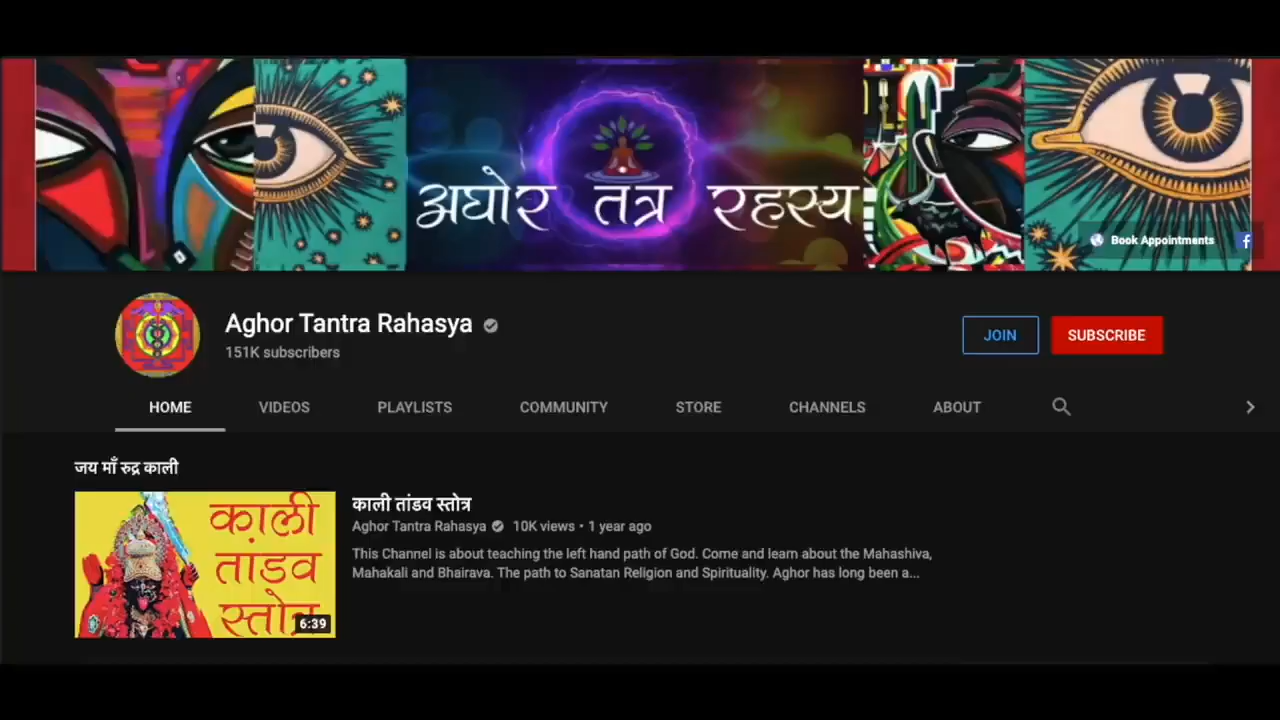 अघोर तत्र रहस्य
Book Appointments
Aghor Tantra Rahasya
151K subscribers
JOIN
SUBSCRIBE
HOME VIDEOS PLAYLISTS COMMUNITY STORE CHANNELS ABOUT
जय माँ रुद्र काली
काली
तांडव
स्तोत्र
6:39
काली तांडव स्तोत्र
Aghor Tantra Rahasya 10K views • 1 year ago
This Channel is about teaching the left hand path of God. Come and learn about the Mahashiva,
Mahakali and Bhairava. The path to Sanatan Religion and Spirituality. Aghor has long been a...